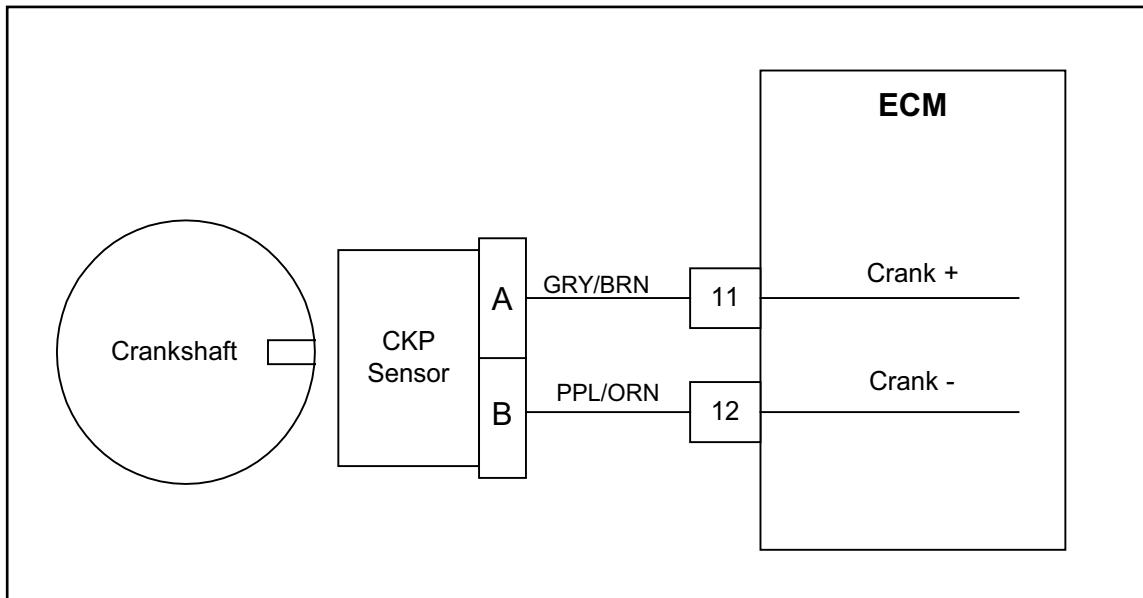 ECM
Crankshaft
CKP
Sensor
A
GRY/BRN
11
Crank +
B
PPL/ORN
12
Crank -